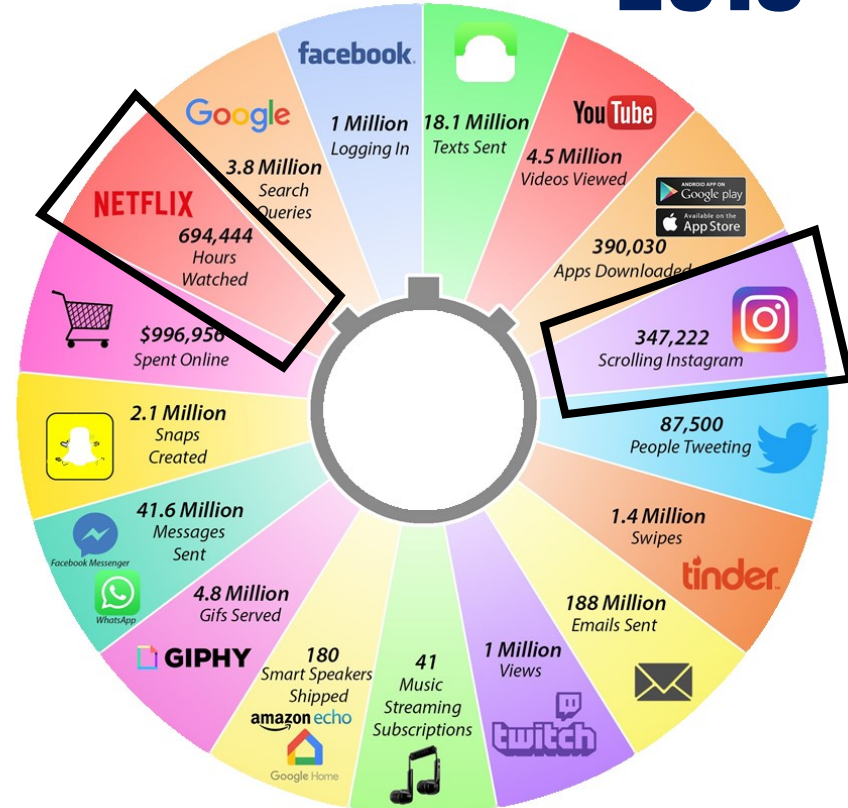 facebook.
1 Million
Logging In
18.1 Million
Texts Sent
You Tube
4.5 Million
Videos Viewed
ANDROID APP ON
Google play
Available on the
App Store
390,030
Apps Downloaded
347,222
Scrolling Instagram
87,500
People Tweeting
1.4 Million
Swipes
tinder
188 Million
Emails Sent
1 Million
Views
twitch
41
Music
Streaming
Subscriptions
180
Smart Speakers
Shipped
amazon echo
Google Home
4.8 Million
Gifs Served
GIPHY
41.6 Million
Messages
Sent
Facebook Messenger
WhatsApp
2.1 Million
Snaps
Created
$996,956
Spent Online
NETFLIX
694,444
Hours
Watched
Google
3.8 Million
Search
Queries